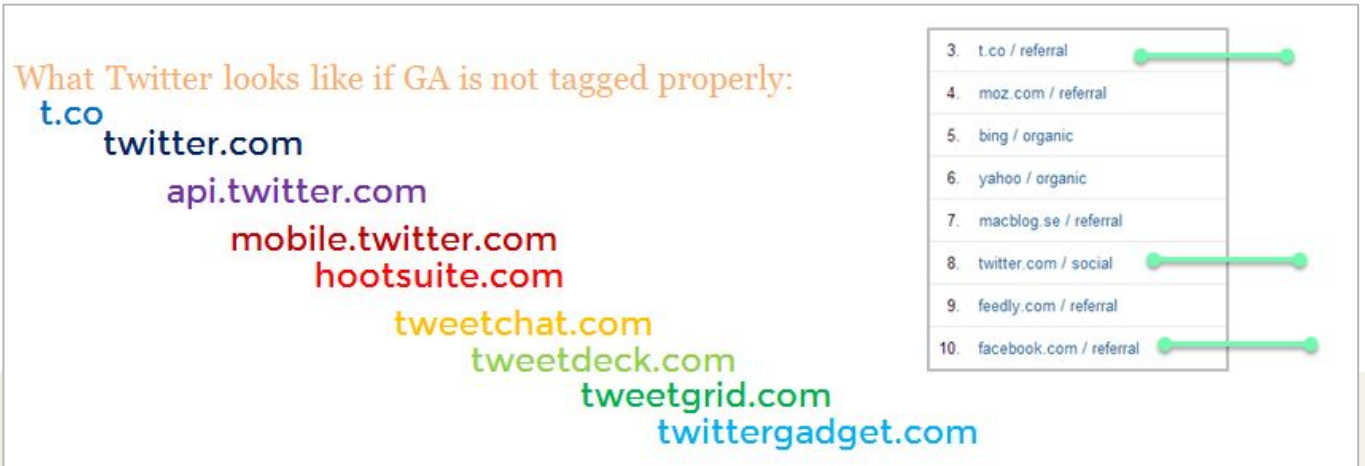 What Twitter looks like if GA is not tagged properly:
t.co
twitter.com
api.twitter.com
mobile.twitter.com
hootsuite.com
tweetchat.com
tweetdeck.com
tweetgrid.com
twittergadget.com
3. t.co / referral
4. moz.com / referral
5. bing / organic
6. yahoo / organic
7. macblog.se / referral
8. twitter.com / social
9. feedly.com / referral
10. facebook.com / referral